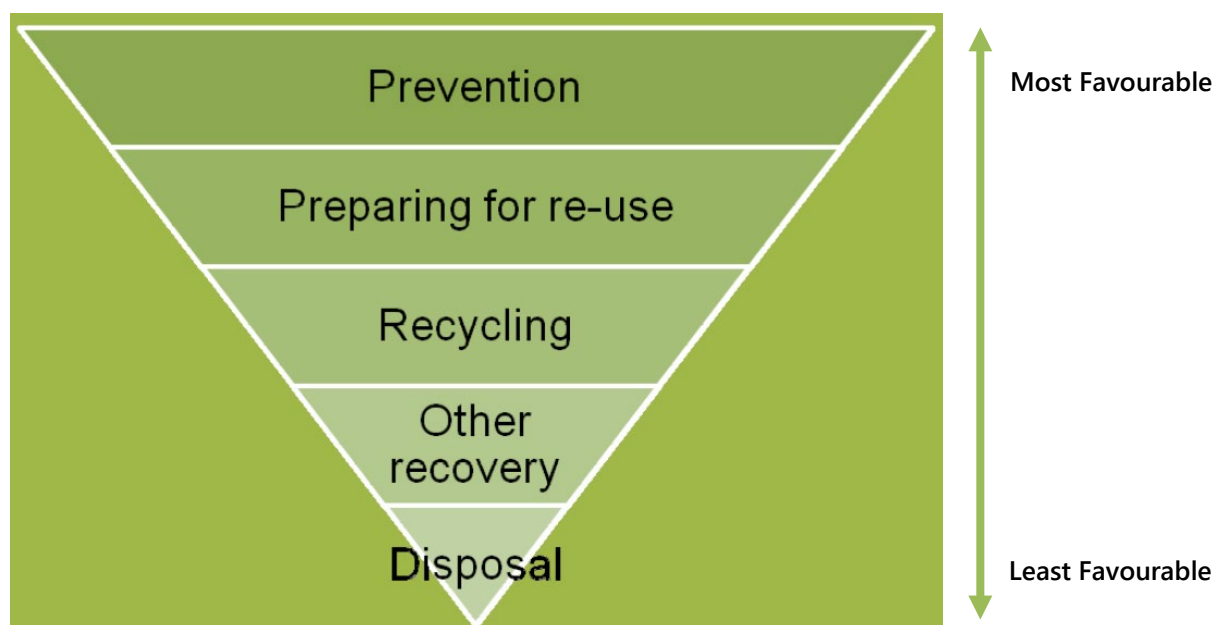 Prevention
Most Favourable
Preparing for re-use
Recycling
Other
recovery
Disposal
Least Favourable